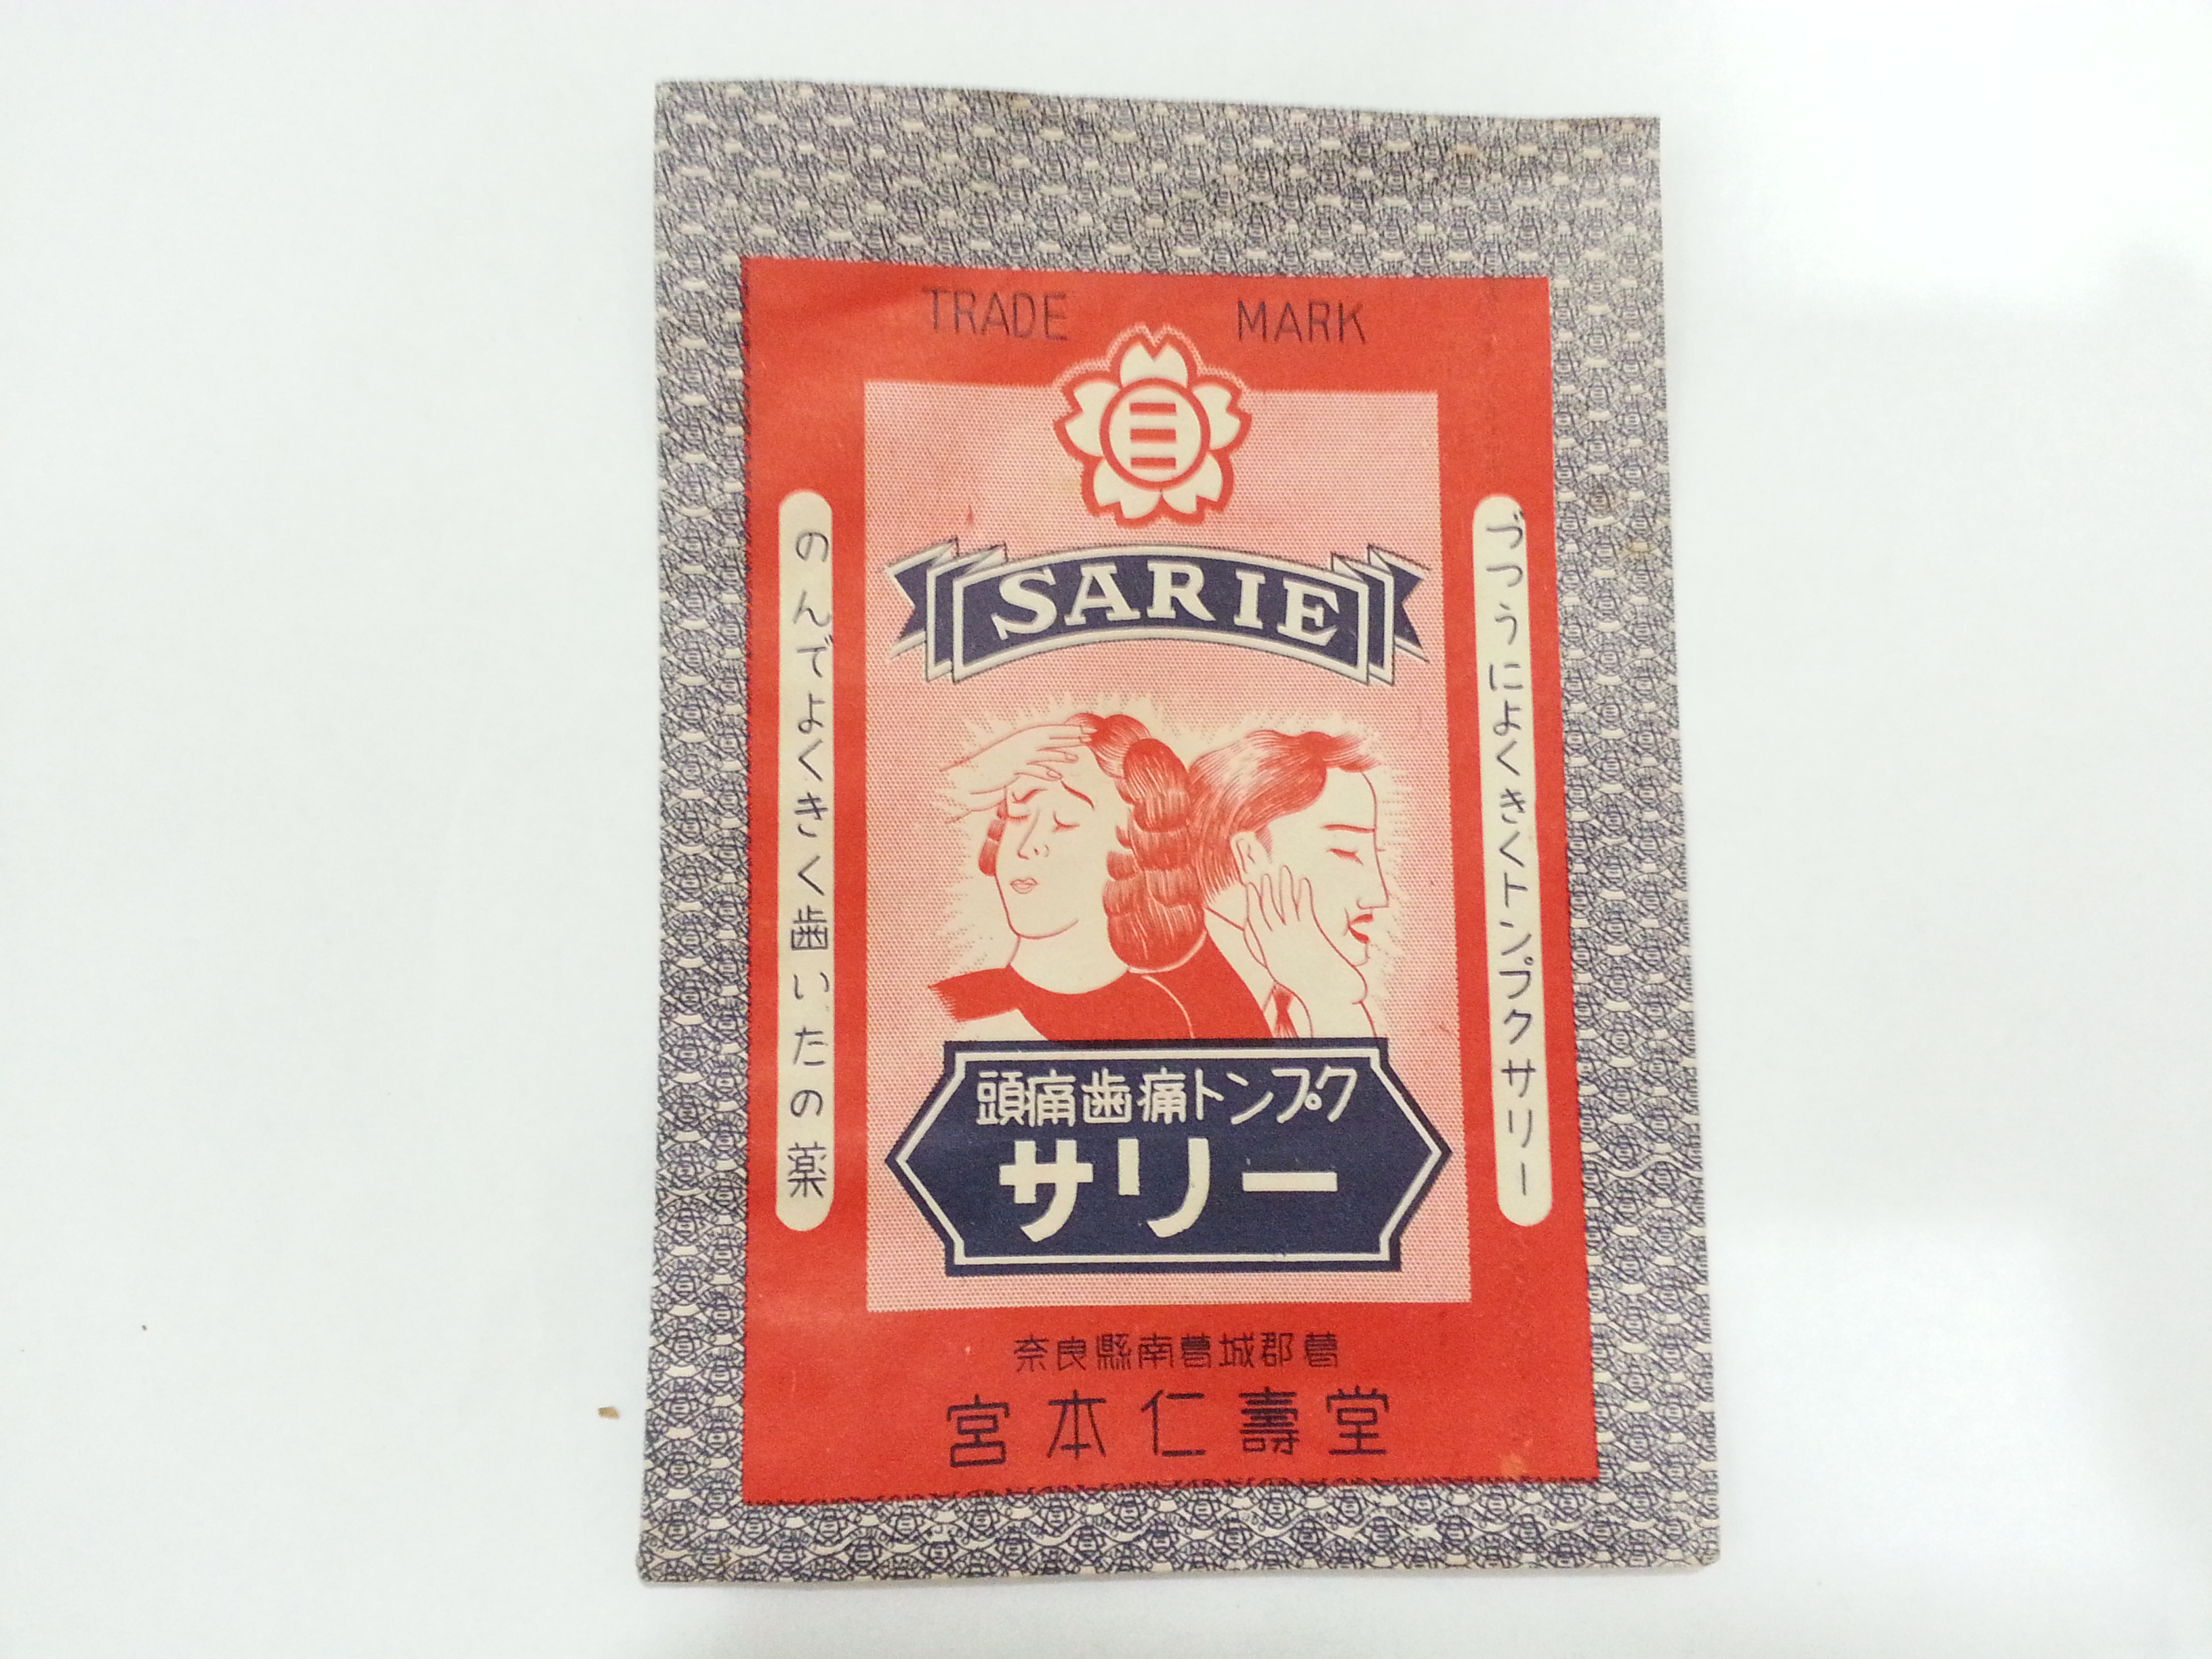 TRADE MARK
三
SARIE
づつうによくきくトンプクサリー
のんでよくきく歯いたの薬
頭痛歯痛トンプク
サリー
奈良縣南葛城郡葛
宮本仁壽堂